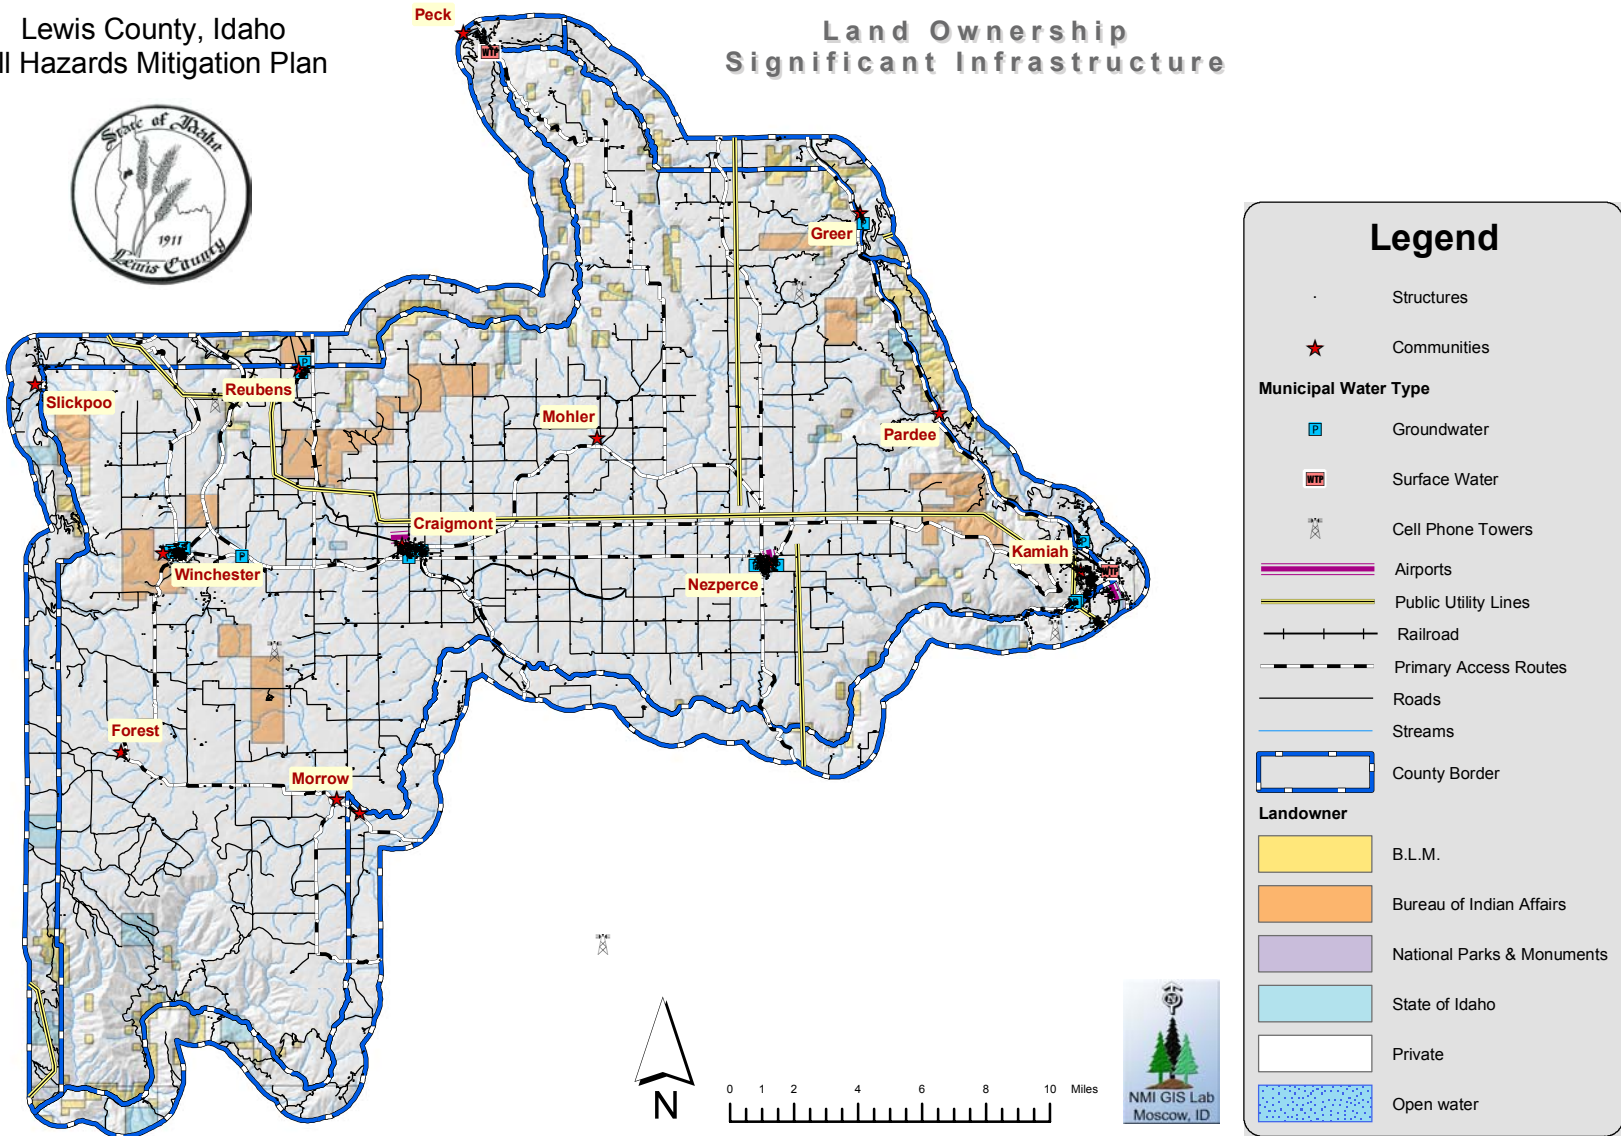 Lewis County, Idaho
ll Hazards Mitigation Plan
Land Ownership
Significant Infrastructure
State of Idaho
1911
Lewis County
Peck
WTP
Greer
P
Slickpoo
Reubens
P
Mohler
Pardee
Craigmont
P
Winchester
P
Nezperce
Kamiah
P
WTP
P
Forest
Morrow
Legend
Structures
Communities
Municipal Water Type
P Groundwater
WTP Surface Water
Cell Phone Towers
Airports
Public Utility Lines
Railroad
Primary Access Routes
Roads
Streams
County Border
Landowner
B.L.M.
Bureau of Indian Affairs
National Parks & Monuments
State of Idaho
Private
Open water
N
0 1 2 4 6 8 10 Miles
N
NMI GIS Lab
Moscow, ID